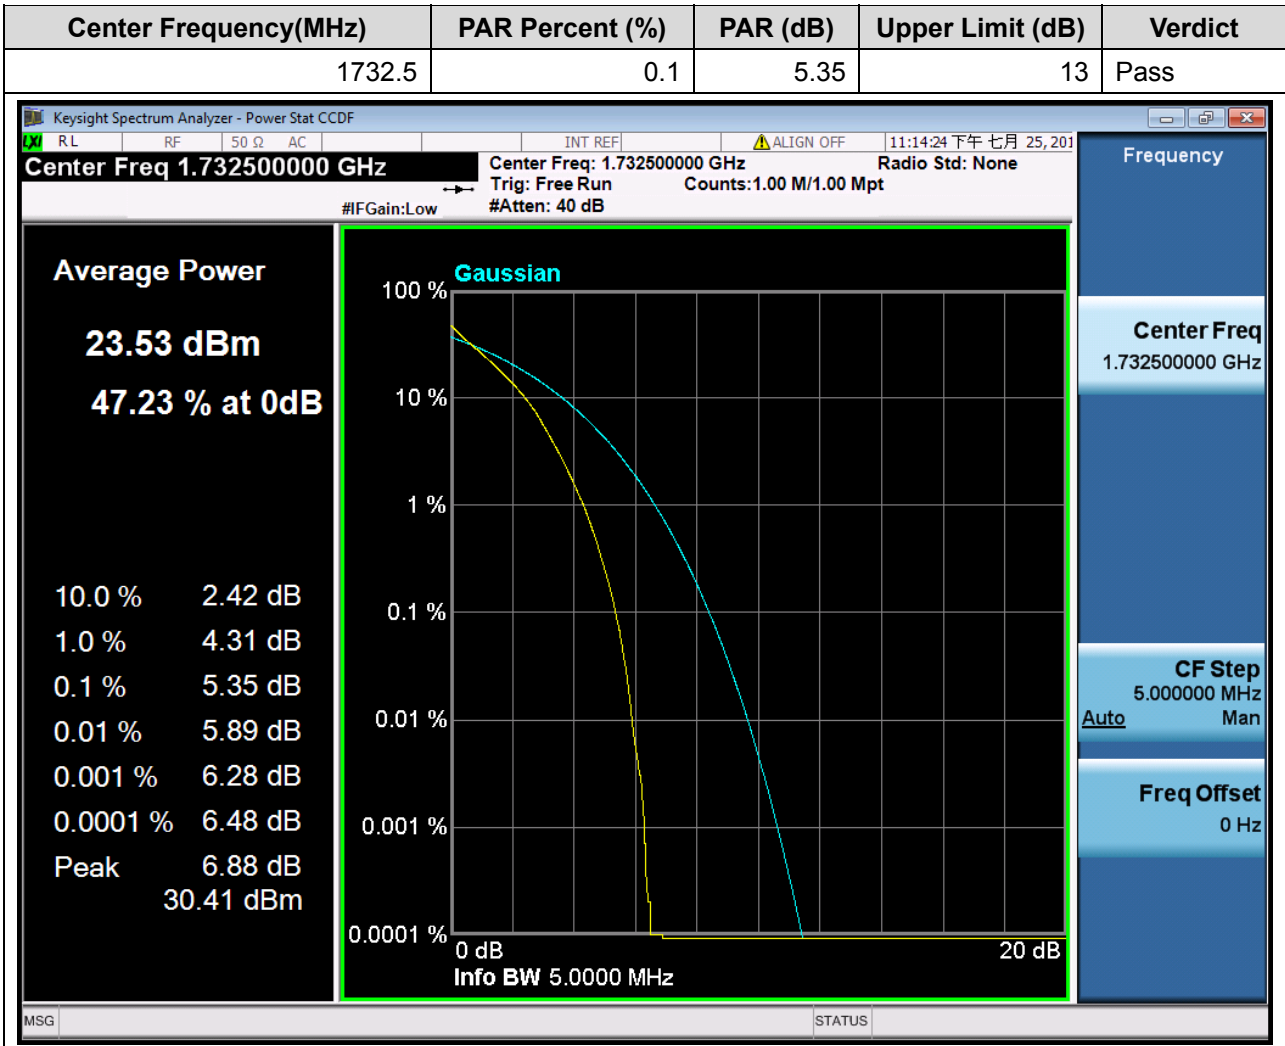 Center Frequency(MHz) PAR Percent (%) PAR (dB) Upper Limit (dB) Verdict
1732.5 0.1 5.35 13 Pass
Keysight Spectrum Analyzer - Power Stat CCDF
LXI RL RF 50 Ω AC INT REF ALIGN OFF 11:14:24 下午 七月 25, 201
Center Freq 1.732500000 GHz
Center Freq: 1.732500000 GHz Radio Std: None
Trig: Free Run Counts:1.00 M/1.00 Mpt
#IFGain:Low #Atten: 40 dB
Frequency
Average Power
23.53 dBm
47.23 % at 0dB
10.0 % 2.42 dB
1.0 % 4.31 dB
0.1 % 5.35 dB
0.01 % 5.89 dB
0.001 % 6.28 dB
0.0001 % 6.48 dB
Peak 6.88 dB
30.41 dBm
Gaussian
100 %
10 %
1 %
0.1 %
0.01 %
0.001 %
0.0001 %
0 dB 20 dB
Info BW 5.0000 MHz
Center Freq
1.732500000 GHz
CF Step
5.000000 MHz
Auto Man
Freq Offset
0 Hz
MSG STATUS